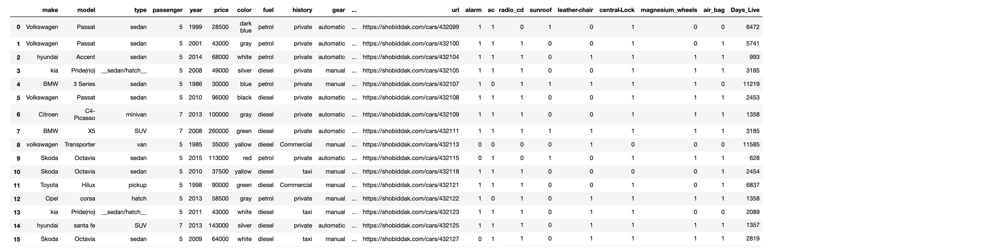 make model type passenger year price color fuel history gear ... url alarm ac radio_cd sunroof leather-chair central-Lock magnesium_wheels air_bag Days_Live
0 Volkswagen Passat sedan 5 1999 28500 dark blue petrol private automatic ... https://shobiddak.com/cars/432099 1 1 0 1 0 1 0 0 6472
1 Volkswagen Passat sedan 5 2001 43000 gray petrol private automatic ... https://shobiddak.com/cars/432100 1 1 1 0 0 1 0 1 5741
2 hyundai Accent sedan 5 2014 68000 white petrol private automatic ... https://shobiddak.com/cars/432104 1 1 1 0 1 1 1 1 993
3 kia Pride(rio) __sedan/hatch__ 5 2008 49000 silver diesel private manual ... https://shobiddak.com/cars/432105 1 1 1 0 0 1 1 1 3185
4 BMW 3 Series sedan 5 1986 30000 blue petrol private manual ... https://shobiddak.com/cars/432107 1 0 1 1 1 1 1 0 11219
5 Volkswagen Passat sedan 5 2010 96000 black diesel private automatic ... https://shobiddak.com/cars/432108 1 1 1 0 0 1 1 1 2453
6 Citroen C4-Picasso minivan 7 2013 100000 gray diesel private automatic ... https://shobiddak.com/cars/432109 1 1 1 0 0 1 1 1 1358
7 BMW X5 SUV 7 2008 260000 green diesel private automatic ... https://shobiddak.com/cars/432111 1 1 1 1 1 1 1 1 3185
8 volkswagen Transporter van 5 1985 35000 yallow diesel Commercial manual ... https://shobiddak.com/cars/432113 0 0 0 0 1 0 0 0 11585
9 Skoda Octavia sedan 5 2015 113000 red petrol private automatic ... https://shobiddak.com/cars/432115 0 1 0 1 0 1 1 1 628
10 Skoda Octavia sedan 5 2010 37500 yallow diesel taxi manual ... https://shobiddak.com/cars/432118 1 1 1 0 0 0 0 1 2454
11 Toyota Hilux pickup 5 1998 90000 green diesel Commercial manual ... https://shobiddak.com/cars/432121 1 1 1 0 0 1 0 1 6837
12 Opel corsa hatch 5 2013 58500 gray petrol private manual ... https://shobiddak.com/cars/432122 1 0 1 0 1 1 1 1 1358
13 kia Pride(rio) __sedan/hatch__ 5 2011 43000 white diesel taxi manual ... https://shobiddak.com/cars/432123 1 1 1 0 1 1 0 0 2089
14 hyundai santa fe SUV 7 2013 143000 silver diesel private automatic ... https://shobiddak.com/cars/432125 1 1 1 0 1 1 1 1 1357
15 Skoda Octavia sedan 5 2009 64000 white diesel taxi manual ... https://shobiddak.com/cars/432127 0 1 1 0 1 1 1 1 2819